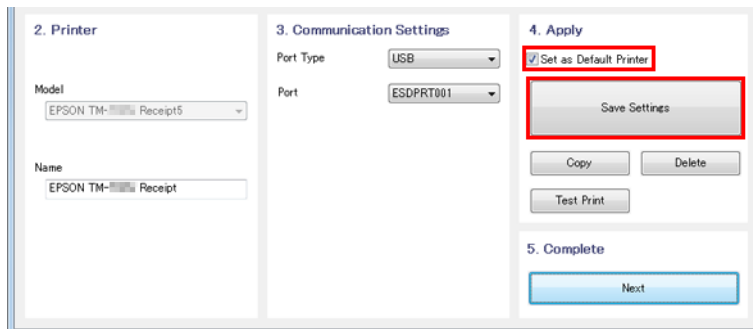 2. Printer
Model
EPSON TM- Receipt5
Name
EPSON TM- Receipt
3. Communication Settings
Port Type
USB
Port
ESDPRT001
4. Apply
Set as Default Printer
Save Settings
Copy
Delete
Test Print
5. Complete
Next